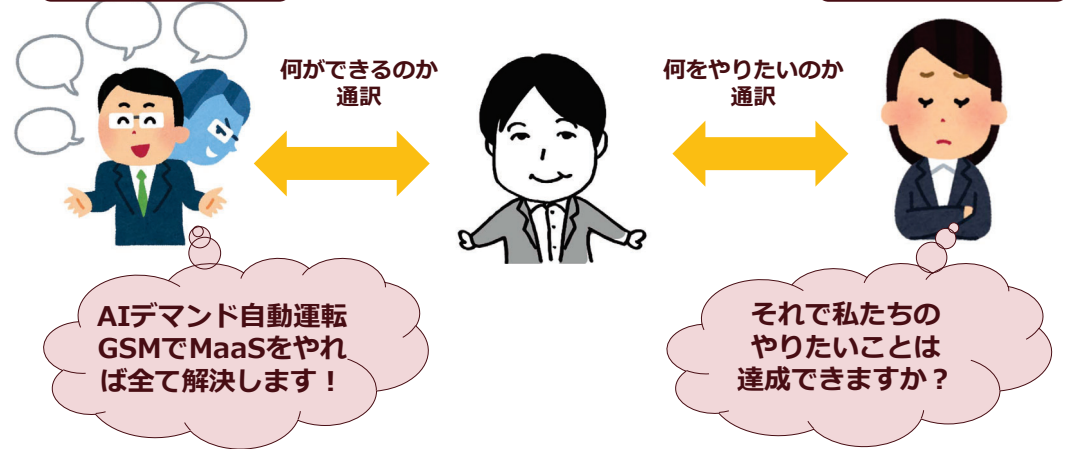 何ができるのか
通訳
何をやりたいのか
通訳
AIデマンド自動運転
GSMでMaaSをやれ
ば全て解決します！
それで私たちの
やりたいことは
達成できますか？